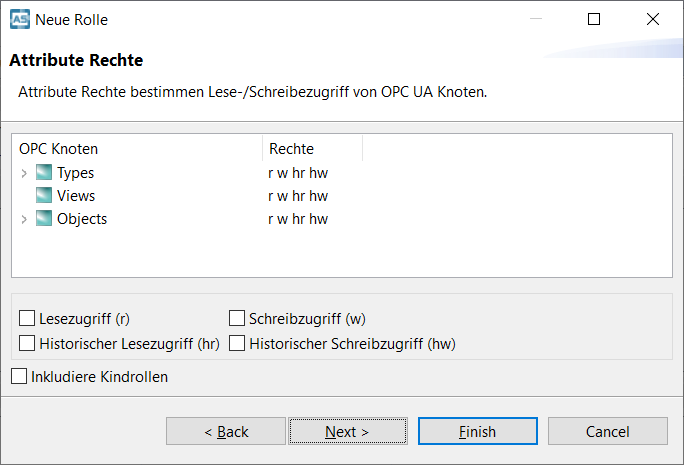 Neue Rolle
Attribute Rechte
Attribute Rechte bestimmen Lese-/Schreibezugriff von OPC UA Knoten.
OPC Knoten Rechte
Types r w hr hw
Views r w hr hw
Objects r w hr hw
Lesezugriff (r) Schreibzugriff (w)
Historischer Lesezugriff (hr) Historischer Schreibzugriff (hw)
Inkludiere Kindrollen
< Back Next > Finish Cancel